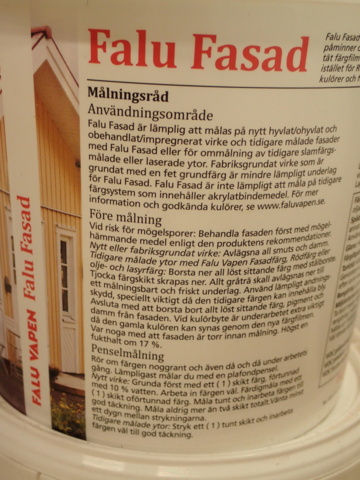 Falu Fasad
Målningsråd
Användningsområde
Falu Fasad är lämplig att målas på nytt hyvlat/ohyvlat och
obehandlat/impregnerat virke och tidigare målade fasader
med Falu Fasad eller för ommålning av tidigare slamfärgs-
målade eller laserade ytor. Fabriksgrundat virke som är
grundat med en fet grundfärg är mindre lämpligt underlag
för Falu Fasad. Falu Fasad är inte lämpligt att måla på tidigare
färgsystem som innehåller akrylatbindemedel. För mer
information och godkända kulörer, se www.faluvapen.se.
Före målning
Vid risk för mögelsporer: Behandla fasaden först med mögel-
hämmande medel enligt den produktens rekommendationer.
Nytt eller fabriksgrundat virke: Avlägsna all smuts och damm.
Tidigare målade ytor med Falu Vapen Fasadfärg, Rödfärg eller
olje- och lasyrfärg: Borsta ner all löst sittande färg med stålborste.
Tjocka färgskikt skrapas ner. Allt gråträ skall avlägsnas ner till
ett målningsbart och friskt underlag. Använd lämpligt andnings-
skydd, speciellt viktigt då den tidigare färgen kan innehålla bly.
Avsluta med att borsta bort allt löst sittande färg, pigment och
damm från fasaden. Vid kulörbyte är underarbetet extra viktigt
då den gamla kulören kan synas genom den nya färgfilmen.
Var noga med att fasaden är torr innan målning. Högst en
fukthalt om 17 %.
Penselmålning
Rör om färgen noggrant och även då och då under arbetets
gång. Lämpligast målar du med en plafondpensel.
Nytt virke: Grunda först med ett ( 1 ) skikt färg, förtunnad
med 10 % vatten. Arbeta in färgen väl. Färdigmåla med ett
( 1 ) skikt oförtunnad färg. Måla tunt och inarbeta färgen till
god täckning. Måla aldrig mer än två skikt totalt. Vänta minst
ett dygn mellan strykningarna.
Tidigare målade ytor: Stryk ett ( 1 ) tunt skikt och inarbeta
färgen väl till god täckning.
FALU VAPEN Falu Fasad
Falu Fas
påminner
tät färgfilm
istället för R
kulörer och